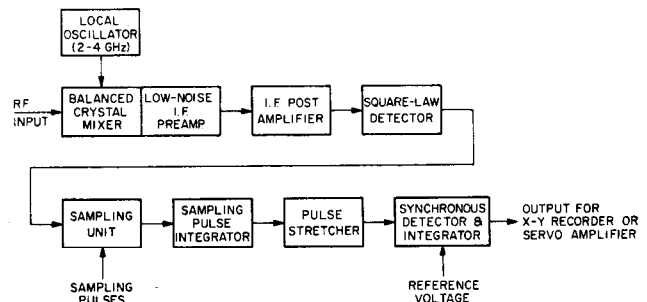 LOCAL
OSCILLATOR
(2-4 GHz)
RF
INPUT
BALANCED
CRYSTAL
MIXER
LOW-NOISE
I.F.
PREAMP
I.F. POST
AMPLIFIER
SQUARE-LAW
DETECTOR
SAMPLING
UNIT
SAMPLING
PULSE
INTEGRATOR
PULSE
STRETCHER
SYNCHRONOUS
DETECTOR &
INTEGRATOR
OUTPUT FOR
X-Y RECORDER OR
SERVO AMPLIFIER
SAMPLING
PULSES
REFERENCE
VOLTAGE